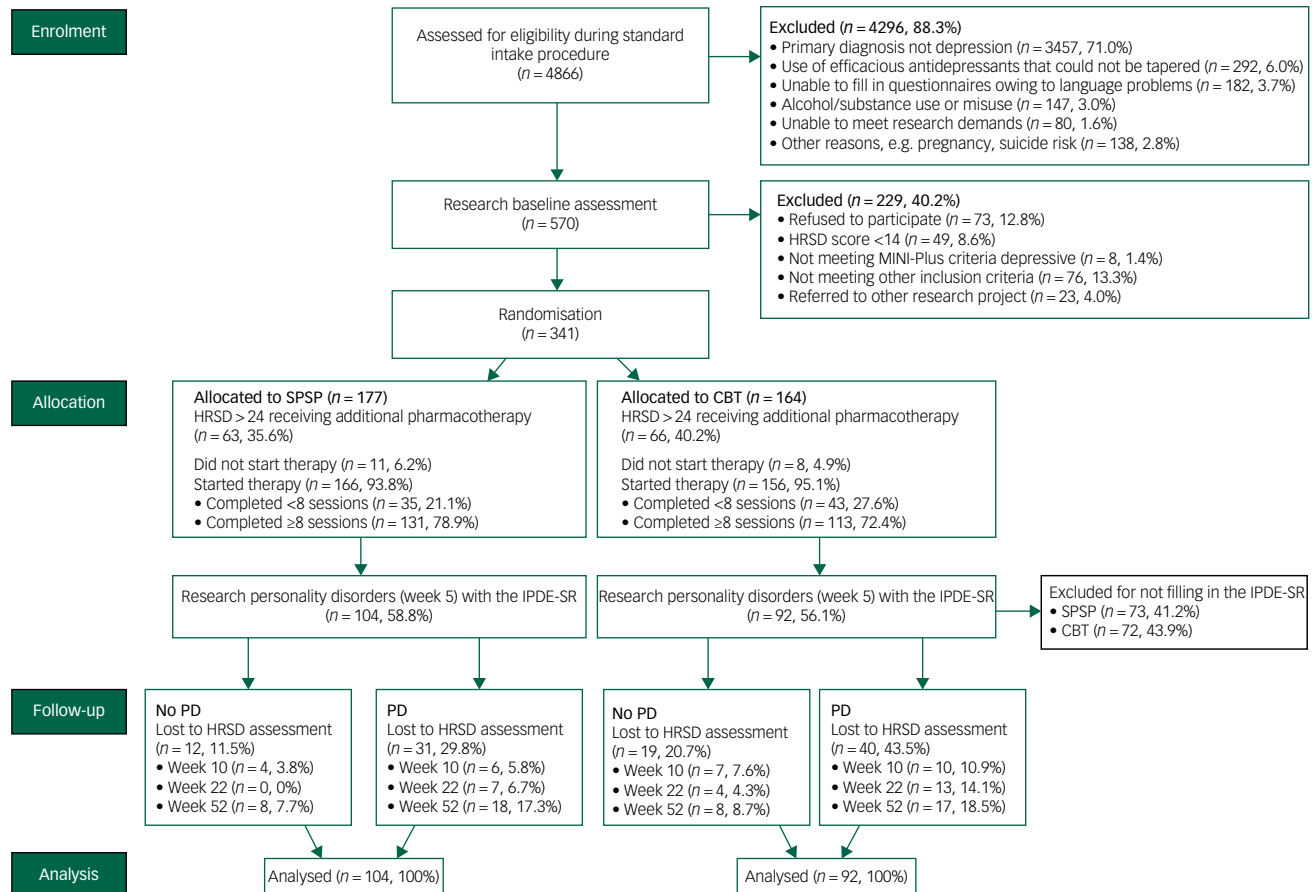 Enrolment
Assessed for eligibility during standard
intake procedure
(n = 4866)
Excluded (n = 4296, 88.3%)
• Primary diagnosis not depression (n = 3457, 71.0%)
• Use of efficacious antidepressants that could not be tapered (n = 292, 6.0%)
• Unable to fill in questionnaires owing to language problems (n = 182, 3.7%)
• Alcohol/substance use or misuse (n = 147, 3.0%)
• Unable to meet research demands (n = 80, 1.6%)
• Other reasons, e.g. pregnancy, suicide risk (n = 138, 2.8%)
Research baseline assessment
(n = 570)
Excluded (n = 229, 40.2%)
• Refused to participate (n = 73, 12.8%)
• HRSD score <14 (n = 49, 8.6%)
• Not meeting MINI-Plus criteria depressive (n = 8, 1.4%)
• Not meeting other inclusion criteria (n = 76, 13.3%)
• Referred to other research project (n = 23, 4.0%)
Randomisation
(n = 341)
Allocation
Allocated to SPSP (n = 177)
HRSD > 24 receiving additional pharmacotherapy
(n = 63, 35.6%)
Did not start therapy (n = 11, 6.2%)
Started therapy (n = 166, 93.8%)
• Completed <8 sessions (n = 35, 21.1%)
• Completed ≥8 sessions (n = 131, 78.9%)
Allocated to CBT (n = 164)
HRSD > 24 receiving additional pharmacotherapy
(n = 66, 40.2%)
Did not start therapy (n = 8, 4.9%)
Started therapy (n = 156, 95.1%)
• Completed <8 sessions (n = 43, 27.6%)
• Completed ≥8 sessions (n = 113, 72.4%)
Research personality disorders (week 5) with the IPDE-SR
(n = 104, 58.8%)
Research personality disorders (week 5) with the IPDE-SR
(n = 92, 56.1%)
Excluded for not filling in the IPDE-SR
• SPSP (n = 73, 41.2%)
• CBT (n = 72, 43.9%)
Follow-up
No PD
Lost to HRSD assessment
(n = 12, 11.5%)
• Week 10 (n = 4, 3.8%)
• Week 22 (n = 0, 0%)
• Week 52 (n = 8, 7.7%)
PD
Lost to HRSD assessment
(n = 31, 29.8%)
• Week 10 (n = 6, 5.8%)
• Week 22 (n = 7, 6.7%)
• Week 52 (n = 18, 17.3%)
No PD
Lost to HRSD assessment
(n = 19, 20.7%)
• Week 10 (n = 7, 7.6%)
• Week 22 (n = 4, 4.3%)
• Week 52 (n = 8, 8.7%)
PD
Lost to HRSD assessment
(n = 40, 43.5%)
• Week 10 (n = 10, 10.9%)
• Week 22 (n = 13, 14.1%)
• Week 52 (n = 17, 18.5%)
Analysis
Analysed (n = 104, 100%)
Analysed (n = 92, 100%)